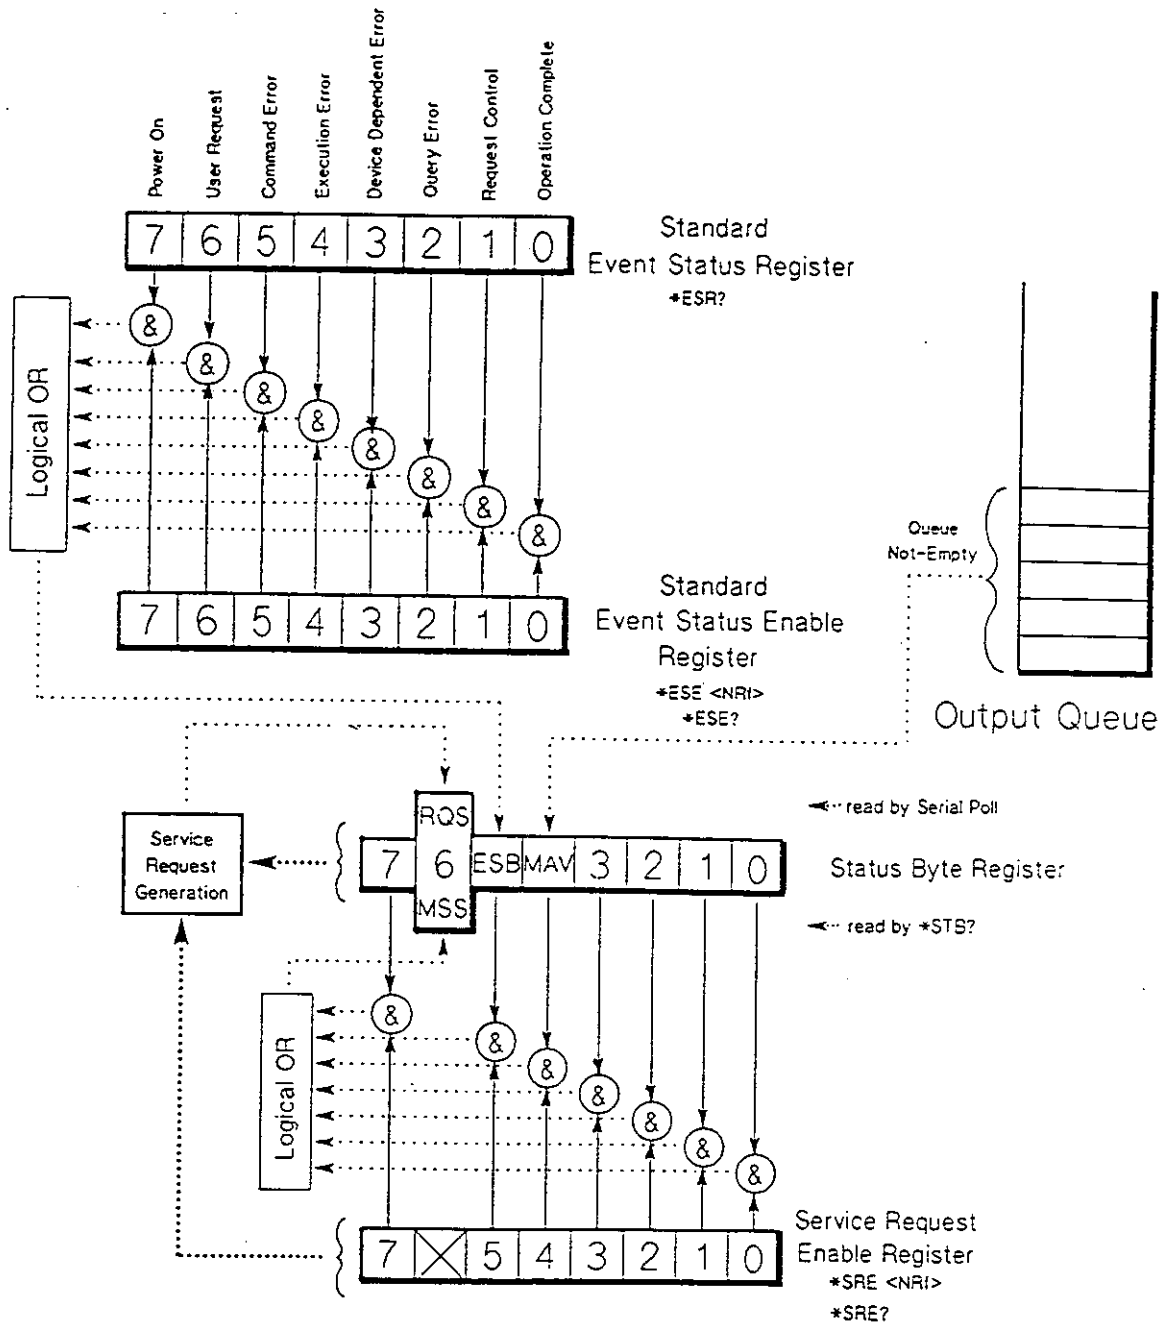 Power On
User Request
Command Error
Execution Error
Device Dependent Error
Query Error
Request Control
Operation Complete
7 6 5 4 3 2 1 0
Standard
Event Status Register
*ESR?
& & & & & & & &
Logical OR
7 6 5 4 3 2 1 0
Standard
Event Status Enable
Register
*ESE <NR1>
*ESE?
Queue
Not-Empty
Output Queue
Service
Request
Generation
RQS
7 6 ESB MAV 3 2 1 0
MSS
read by Serial Poll
Status Byte Register
read by *STB?
& & & & & & &
Logical OR
7 5 4 3 2 1 0
Service Request
Enable Register
*SRE <NR1>
*SRE?